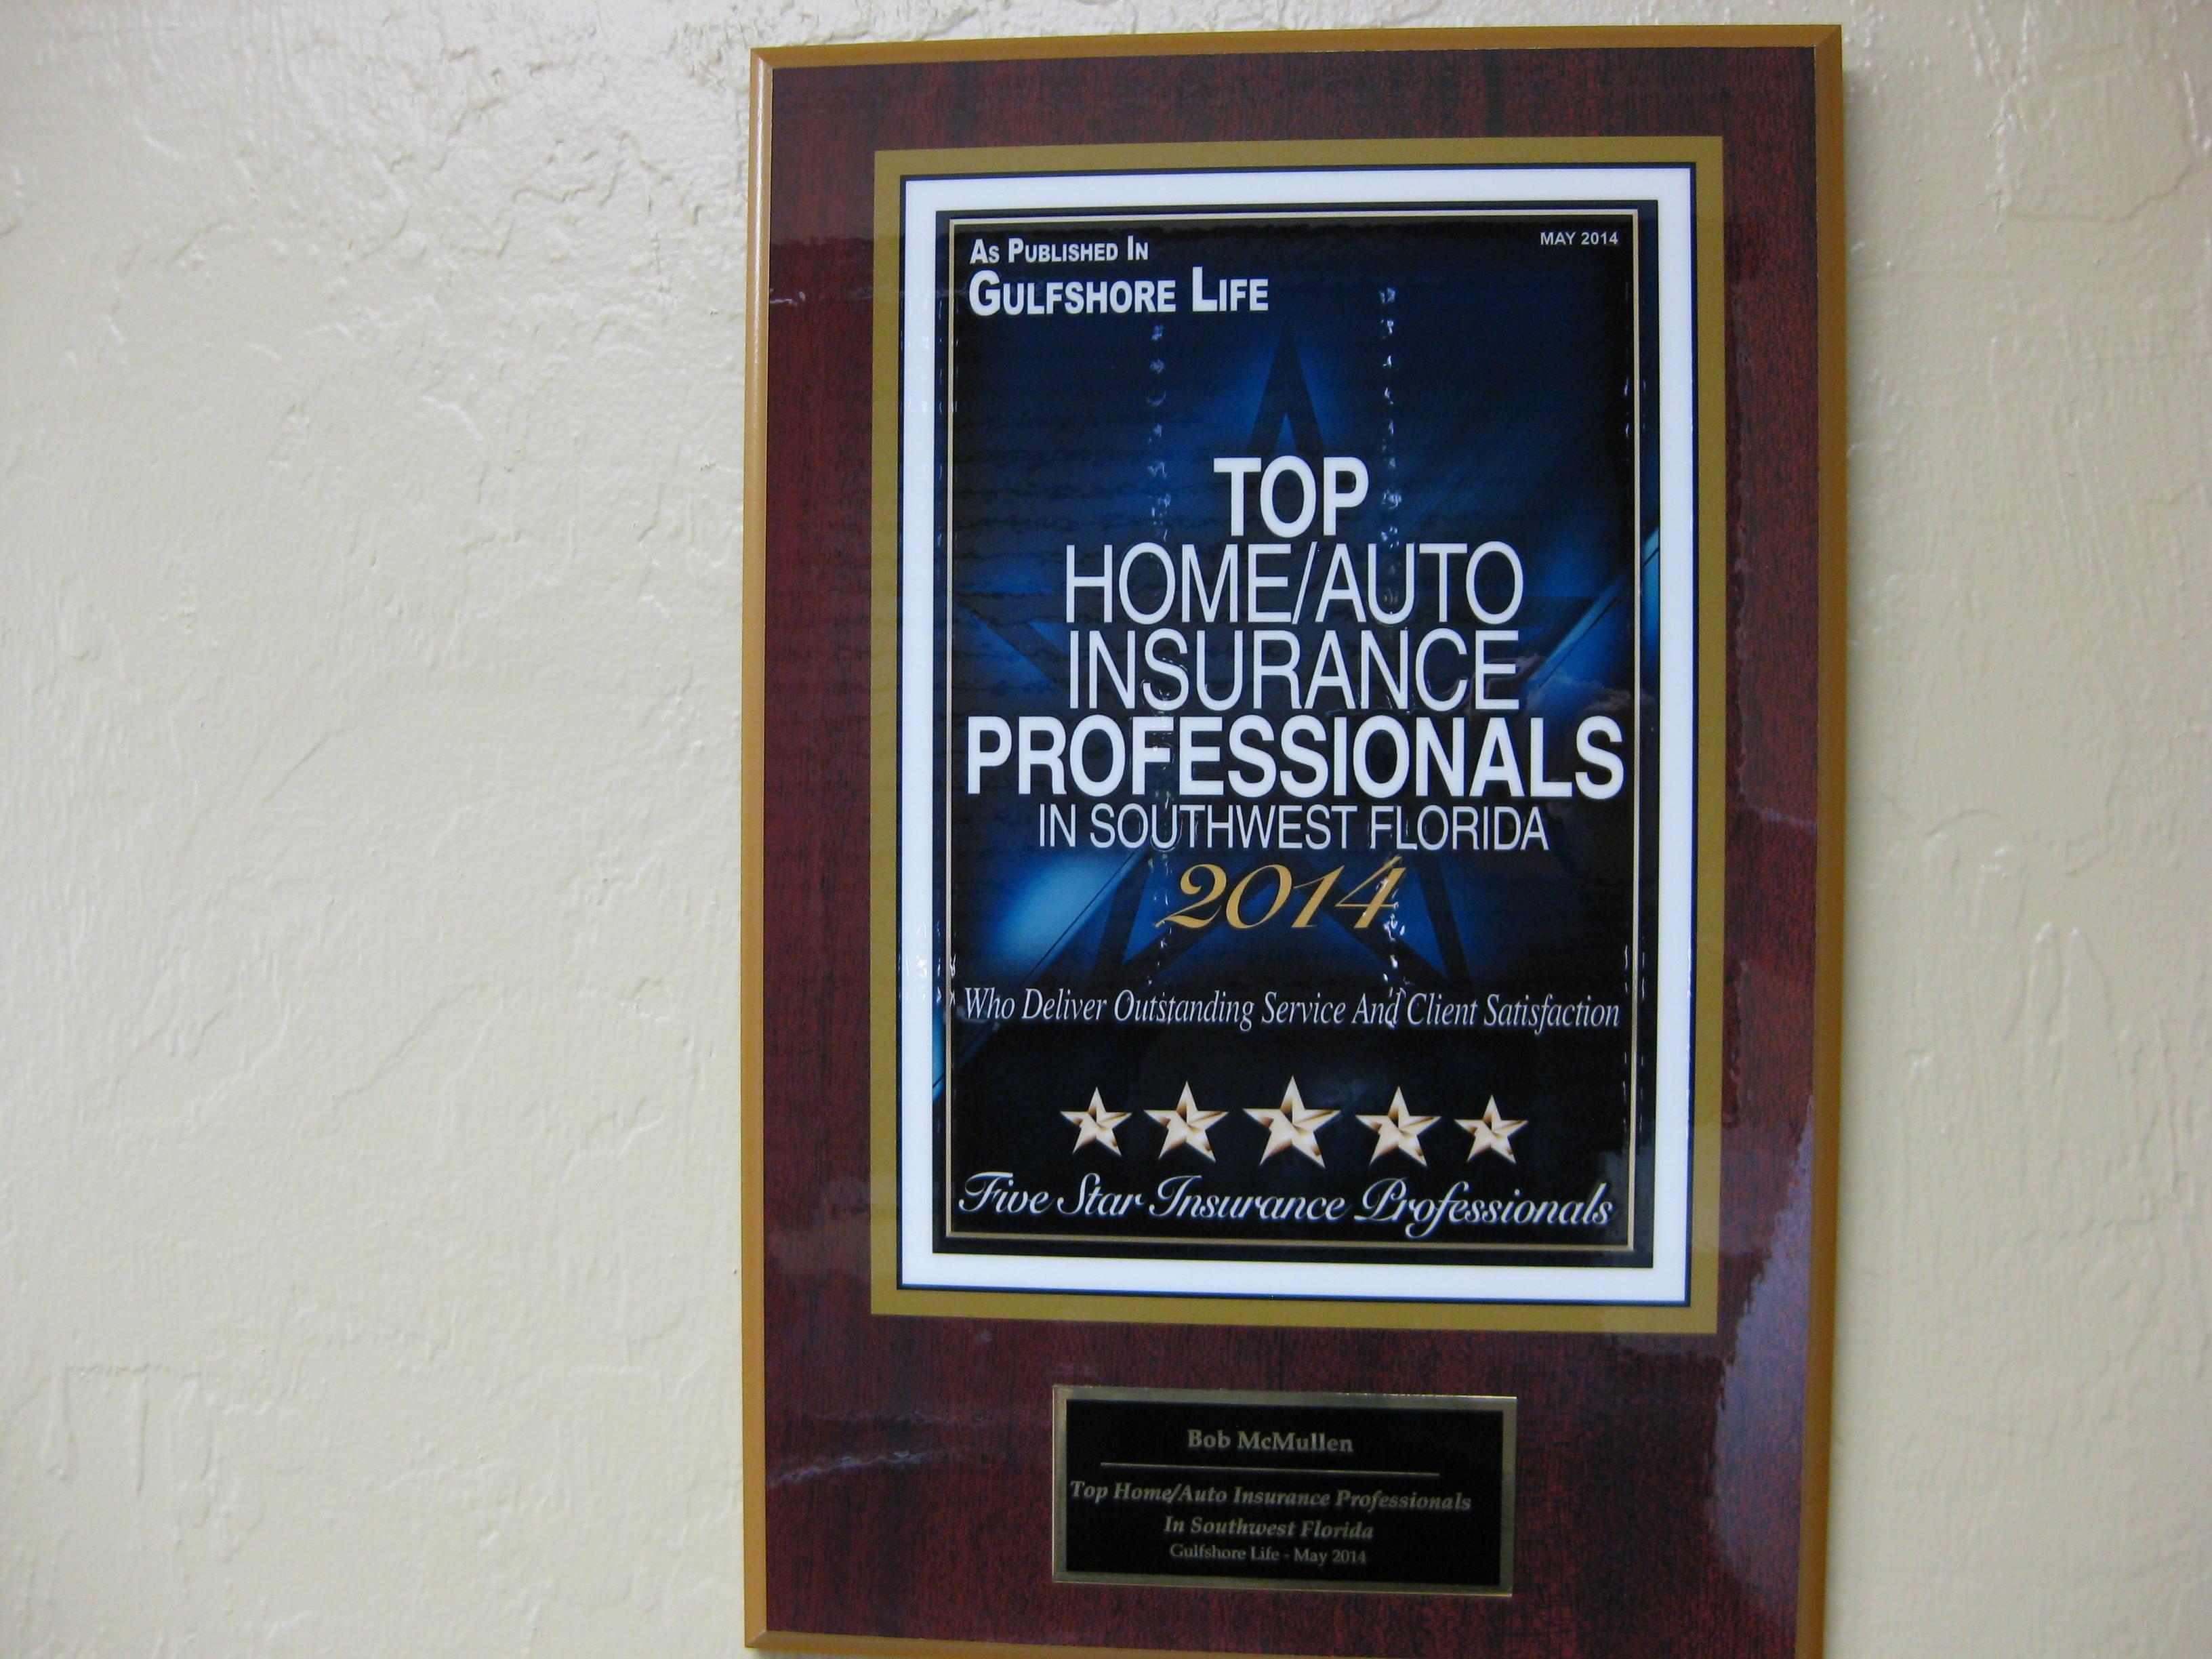 As Published In
Gulfshore Life
MAY 2014
TOP
HOME/AUTO
INSURANCE
PROFESSIONALS
IN SOUTHWEST FLORIDA
2014
Who Deliver Outstanding Service And Client Satisfaction
Five Star Insurance Professionals
Bob McMullen
Top Home/Auto Insurance Professionals
In Southwest Florida
Gulfshore Life - May 2014